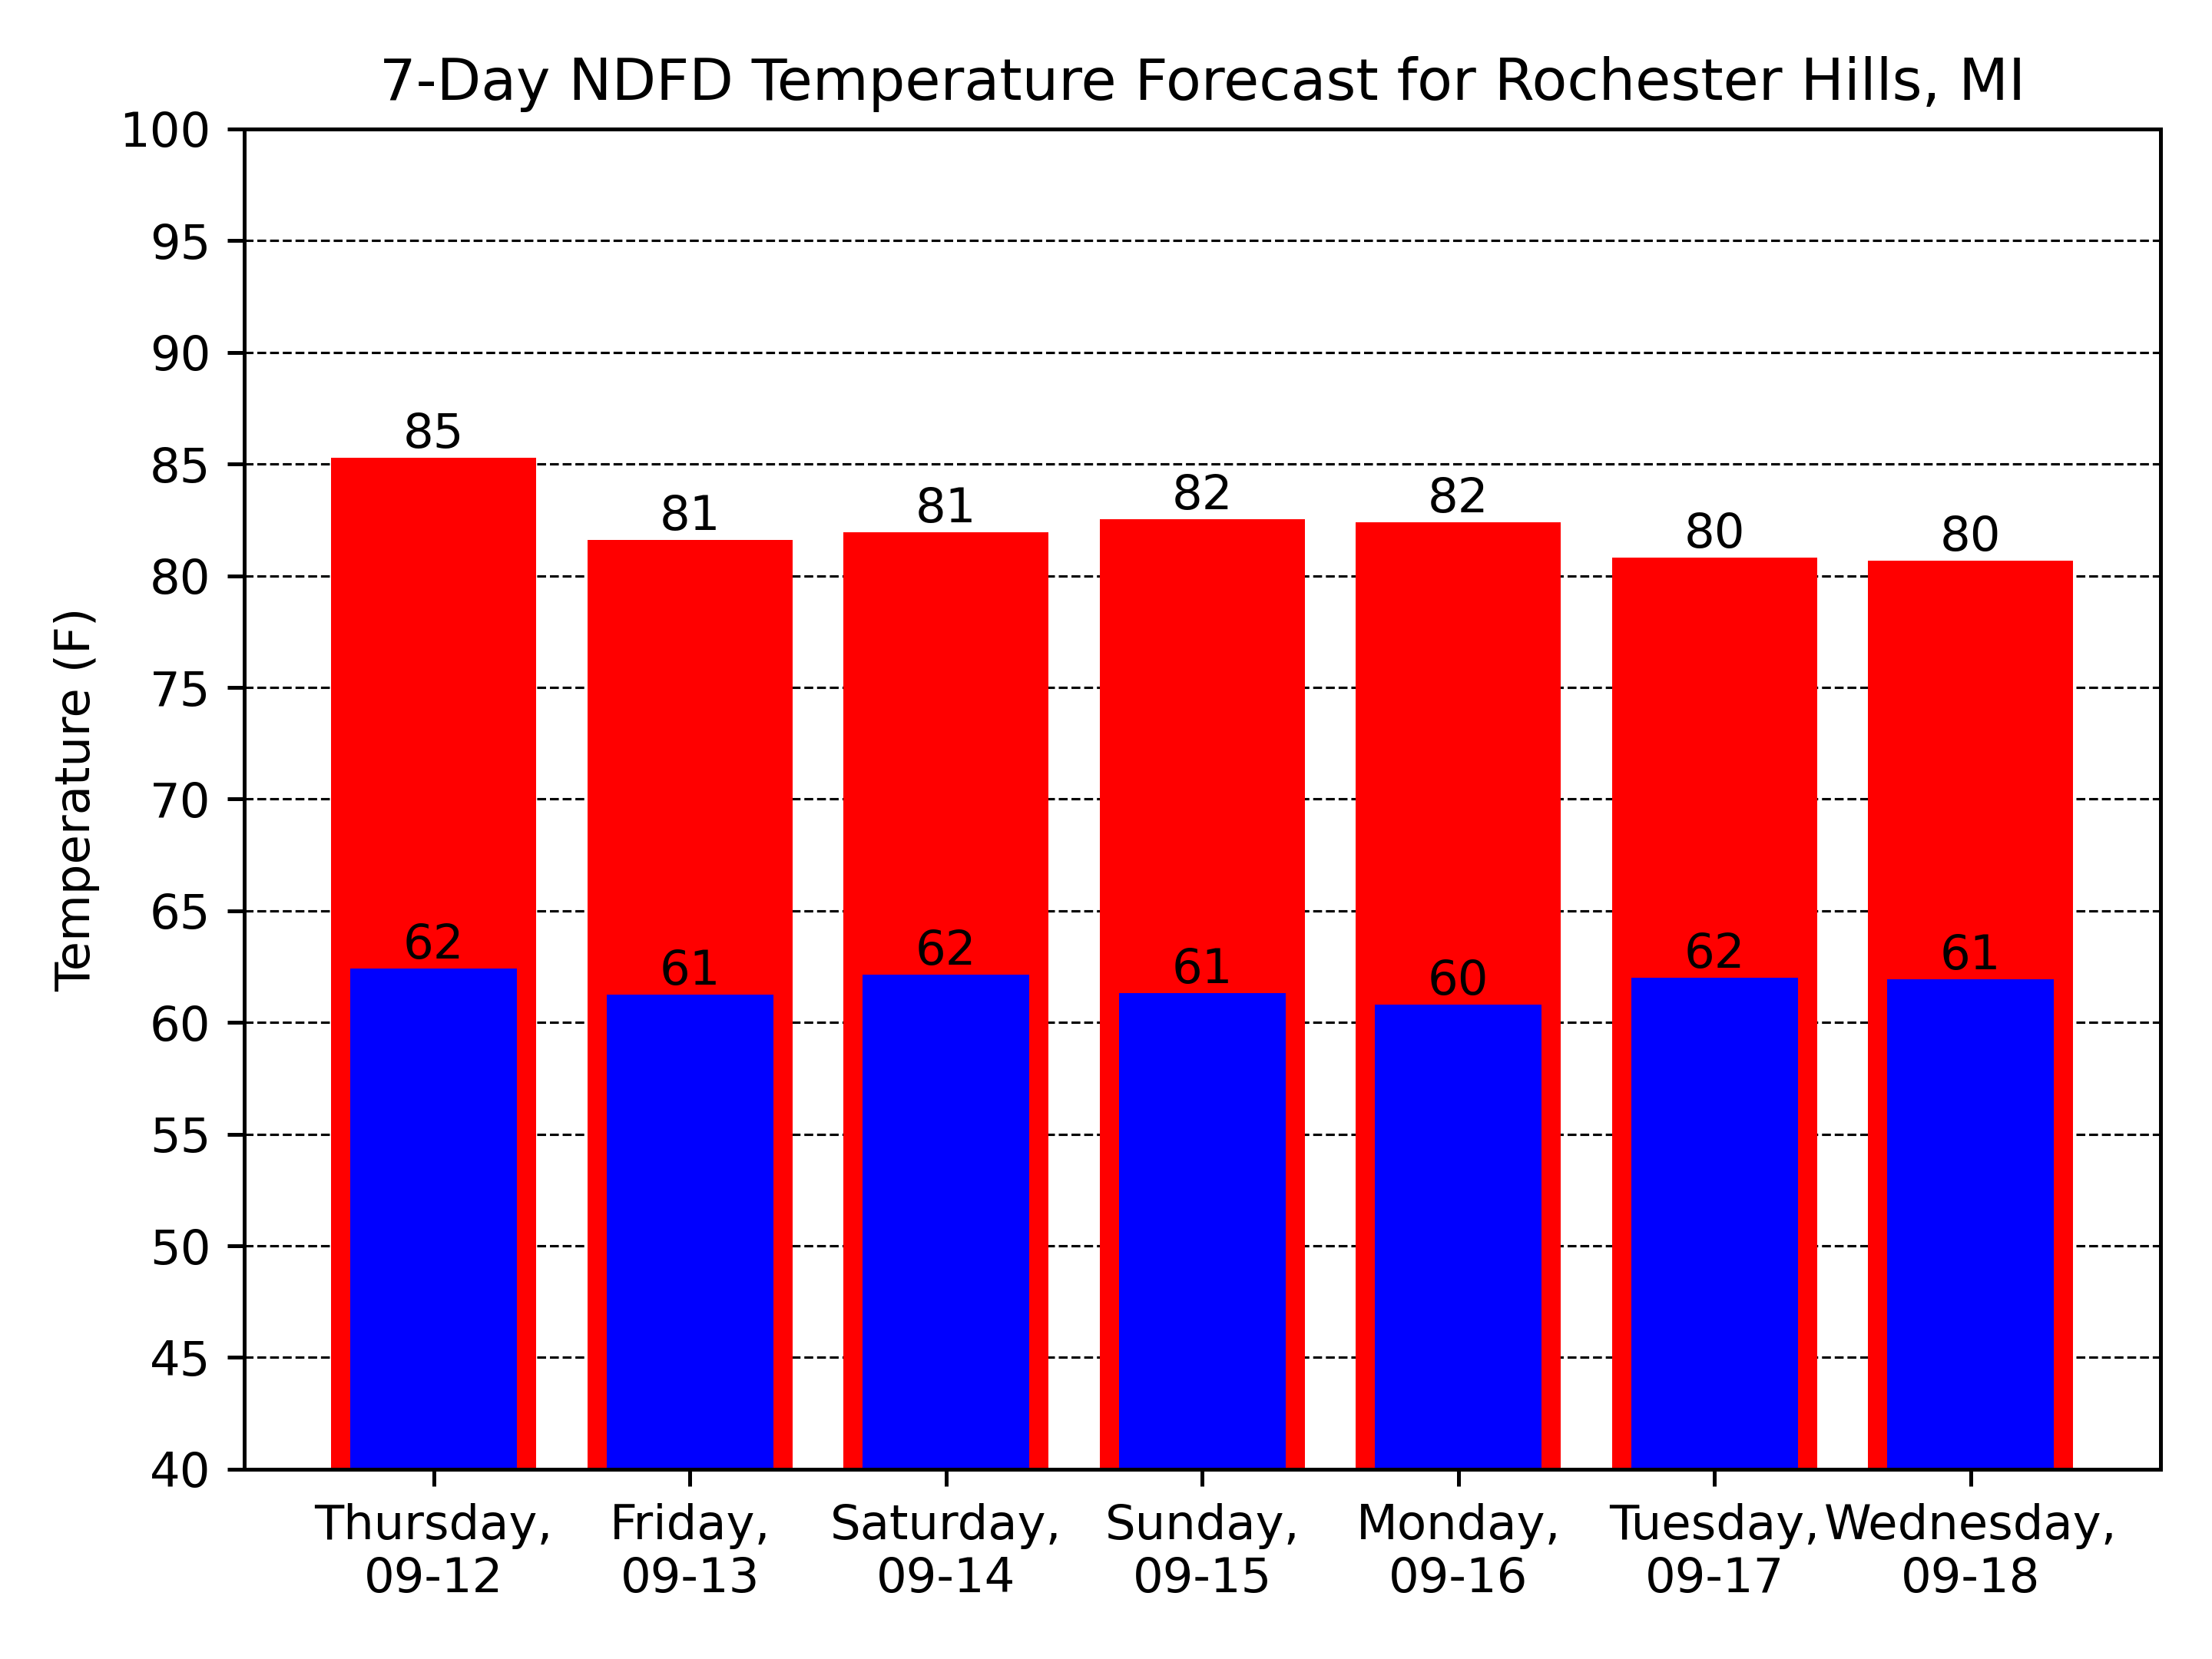 7-Day NDFD Temperature Forecast for Rochester Hills, MI
100
95
90
85
80
75
70
65
60
55
50
45
40
Temperature (F)
85 81 81 82 82 80 80
62 61 62 61 60 62 61
Thursday, Friday, Saturday, Sunday, Monday, Tuesday, Wednesday,
09-12 09-13 09-14 09-15 09-16 09-17 09-18